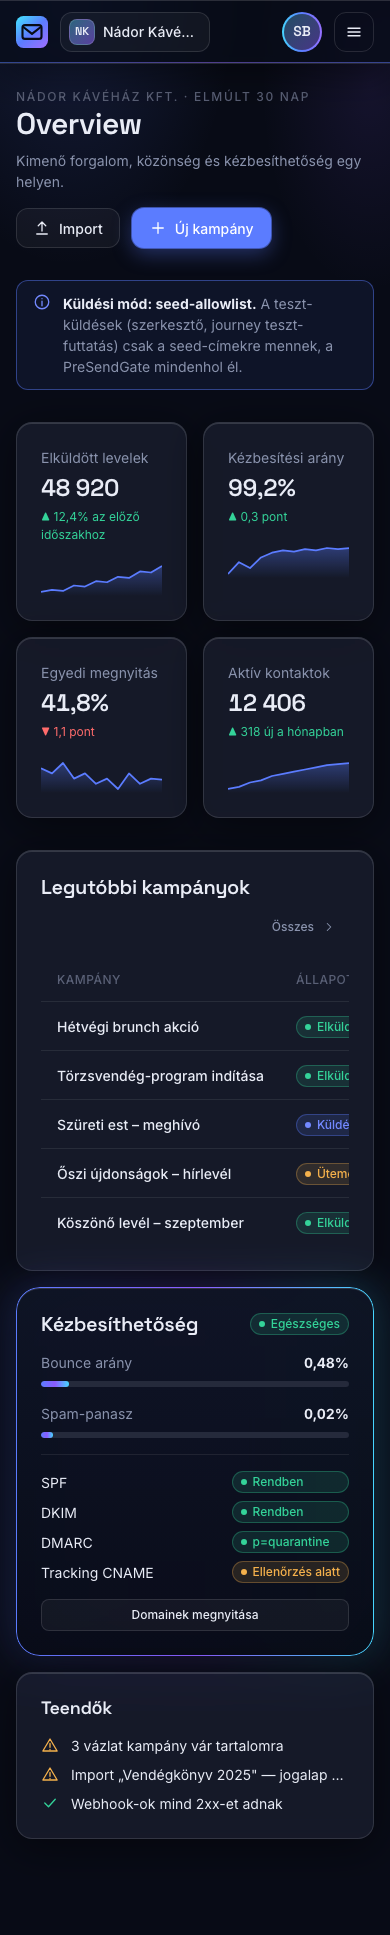 NK Nádor Kávé... SB
NÁDOR KÁVÉHÁZ KFT. · ELMÚLT 30 NAP
Overview
Kimenő forgalom, közönség és kézbesíthetőség egy
helyen.
Import
Új kampány
Küldési mód: seed-allowlist. A teszt-
küldések (szerkesztő, journey teszt-
futtatás) csak a seed-címekre mennek, a
PreSendGate mindenhol él.
Elküldött levelek
48 920
▲ 12,4% az előző
időszakhoz
Kézbesítési arány
99,2%
▲ 0,3 pont
Egyedi megnyitás
41,8%
▼ 1,1 pont
Aktív kontaktok
12 406
▲ 318 új a hónapban
Legutóbbi kampányok
Összes
KAMPÁNY ÁLLAPOT
Hétvégi brunch akció Elküld
Törzsvendég-program indítása Elküld
Szüreti est – meghívó Küldé
Őszi újdonságok – hírlevél Üteme
Köszönő levél – szeptember Elküld
Kézbesíthetőség Egészséges
Bounce arány 0,48%
Spam-panasz 0,02%
SPF Rendben
DKIM Rendben
DMARC p=quarantine
Tracking CNAME Ellenőrzés alatt
Domainek megnyitása
Teendők
3 vázlat kampány vár tartalomra
Import „Vendégkönyv 2025" — jogalap ...
Webhook-ok mind 2xx-et adnak